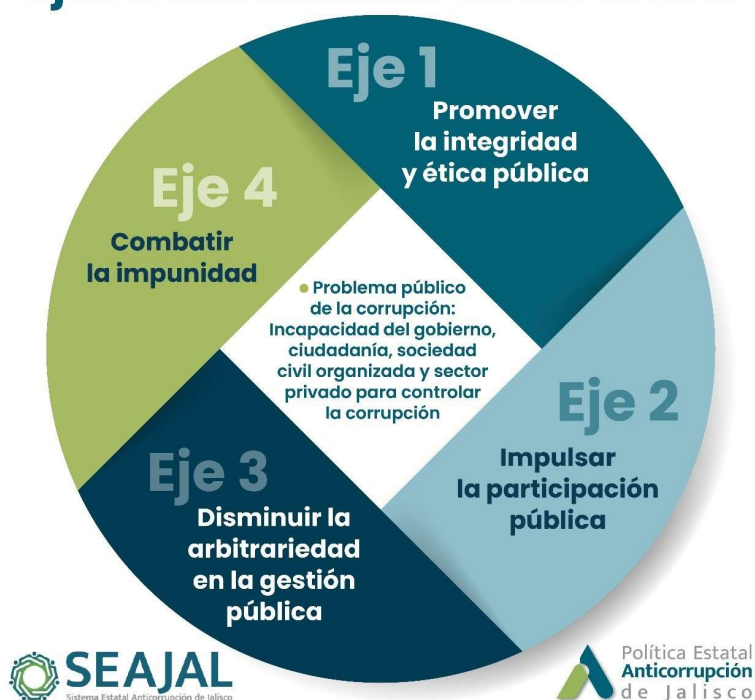 Eje 1
Promover
la integridad
y ética pública
Eje 2
Impulsar
la participación
pública
Eje 3
Disminuir la
arbitrariedad
en la gestión
pública
Eje 4
Combatir
la impunidad
• Problema público
de la corrupción:
Incapacidad del gobierno,
ciudadanía, sociedad
civil organizada y sector
privado para controlar
la corrupción
SEAJAL
Sistema Estatal Anticorrupción de Jalisco
Política Estatal
Anticorrupción
de Jalisco